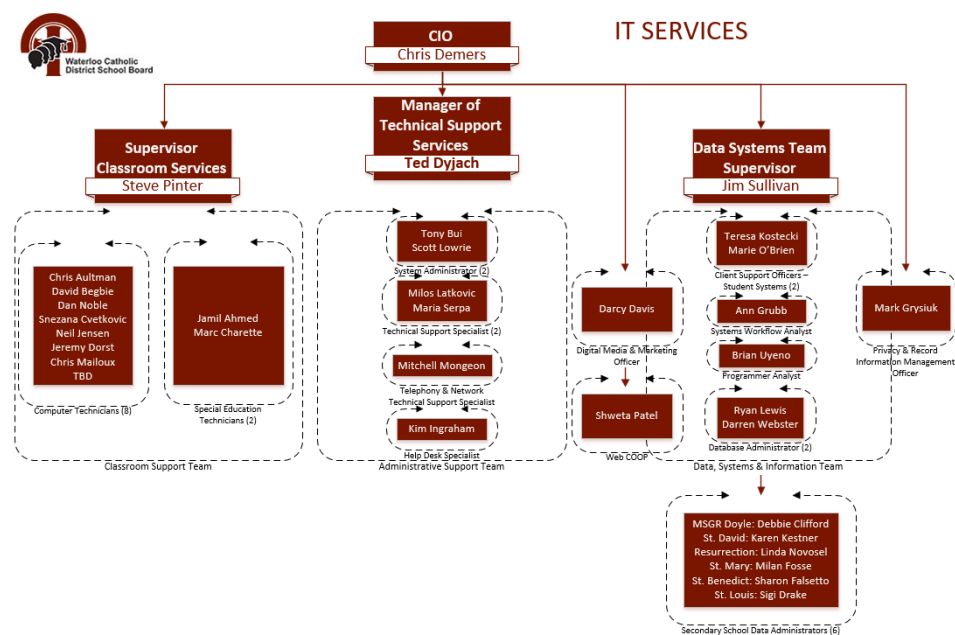 IT SERVICES
Waterloo Catholic
District School Board
CIO
Chris Demers
Supervisor
Classroom Services
Steve Pinter
Manager of
Technical Support
Services
Ted Dyjach
Data Systems Team
Supervisor
Jim Sullivan
Chris Aultman
David Begbie
Dan Noble
Snezana Cvetkovic
Neil Jensen
Jeremy Dorst
Chris Mailoux
TBD
Computer Technicians (8)
Jamil Ahmed
Marc Charette
Special Education
Technicians (2)
Classroom Support Team
Tony Bui
Scott Lowrie
System Administrator (2)
Milos Latkovic
Maria Serpa
Technical Support Specialist (2)
Mitchell Mongeon
Telephony & Network
Technical Support Specialist
Kim Ingraham
Help Desk Specialist
Administrative Support Team
Darcy Davis
Digital Media & Marketing
Officer
Shweta Patel
Web COOP
Teresa Kostecki
Marie O’Brien
Client Support Officers –
Student Systems (2)
Ann Grubb
Systems Workflow Analyst
Brian Uyeno
Programmer Analyst
Ryan Lewis
Darren Webster
Database Administrator (2)
Data, Systems & Information Team
Mark Grysiuk
Privacy & Record
Information Management
Officer
MSGR Doyle: Debbie Clifford
St. David: Karen Kestner
Resurrection: Linda Novosel
St. Mary: Milan Fosse
St. Benedict: Sharon Falsetto
St. Louis: Sigi Drake
Secondary School Data Administrators (6)